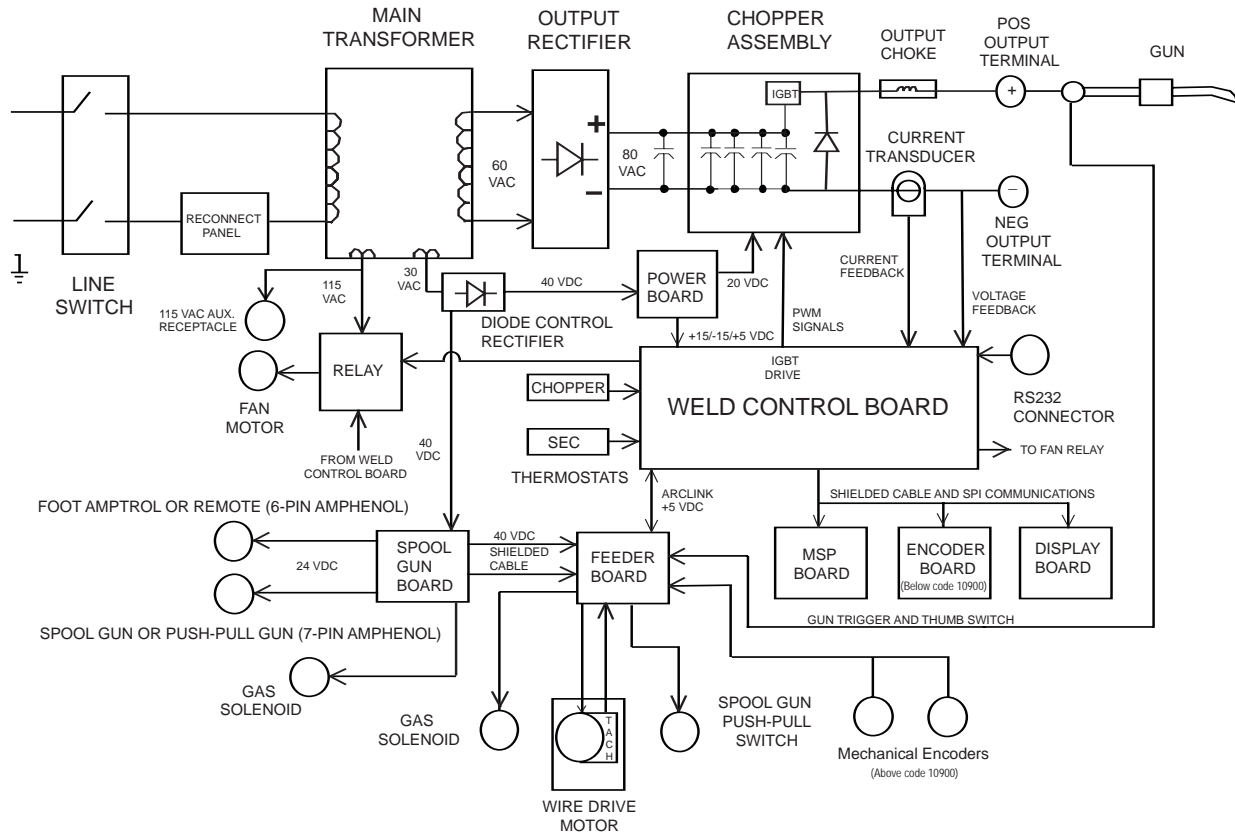 MAIN
TRANSFORMER
OUTPUT
RECTIFIER
CHOPPER
ASSEMBLY
OUTPUT
CHOKE
POS
OUTPUT
TERMINAL
GUN
IGBT
+
+
CURRENT
TRANSDUCER
60
VAC
80
VAC
–
–
RECONNECT
PANEL
NEG
OUTPUT
TERMINAL
LINE
SWITCH
115
VAC
30
VAC
40 VDC
POWER
BOARD
20 VDC
CURRENT
FEEDBACK
VOLTAGE
FEEDBACK
115 VAC AUX.
RECEPTACLE
DIODE CONTROL
RECTIFIER
PWM
SIGNALS
+15/-15/+5 VDC
RELAY
FAN
MOTOR
CHOPPER
IGBT
DRIVE
WELD CONTROL BOARD
RS232
CONNECTOR
SEC
THERMOSTATS
TO FAN RELAY
FROM WELD
CONTROL BOARD
40
VDC
ARCLINK
+5 VDC
SHIELDED CABLE AND SPI COMMUNICATIONS
FOOT AMPTROL OR REMOTE (6-PIN AMPHENOL)
24 VDC
SPOOL
GUN
BOARD
40 VDC
SHIELDED
CABLE
FEEDER
BOARD
MSP
BOARD
ENCODER
BOARD
(Below code 10900)
DISPLAY
BOARD
GUN TRIGGER AND THUMB SWITCH
SPOOL GUN OR PUSH-PULL GUN (7-PIN AMPHENOL)
GAS
SOLENOID
GAS
SOLENOID
TACH
WIRE DRIVE
MOTOR
SPOOL GUN
PUSH-PULL
SWITCH
Mechanical Encoders
(Above code 10900)